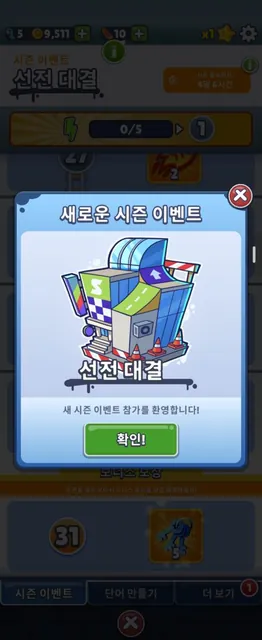 5
9,511
10
x1
시즌 이벤트
선전 대결
0/5
1
27
2
새로운 시즌 이벤트
S
선전 대결
새 시즌 이벤트 참가를 환영합니다!
확인!
31
5
시즌 이벤트
단어 만들기
더 보기
1